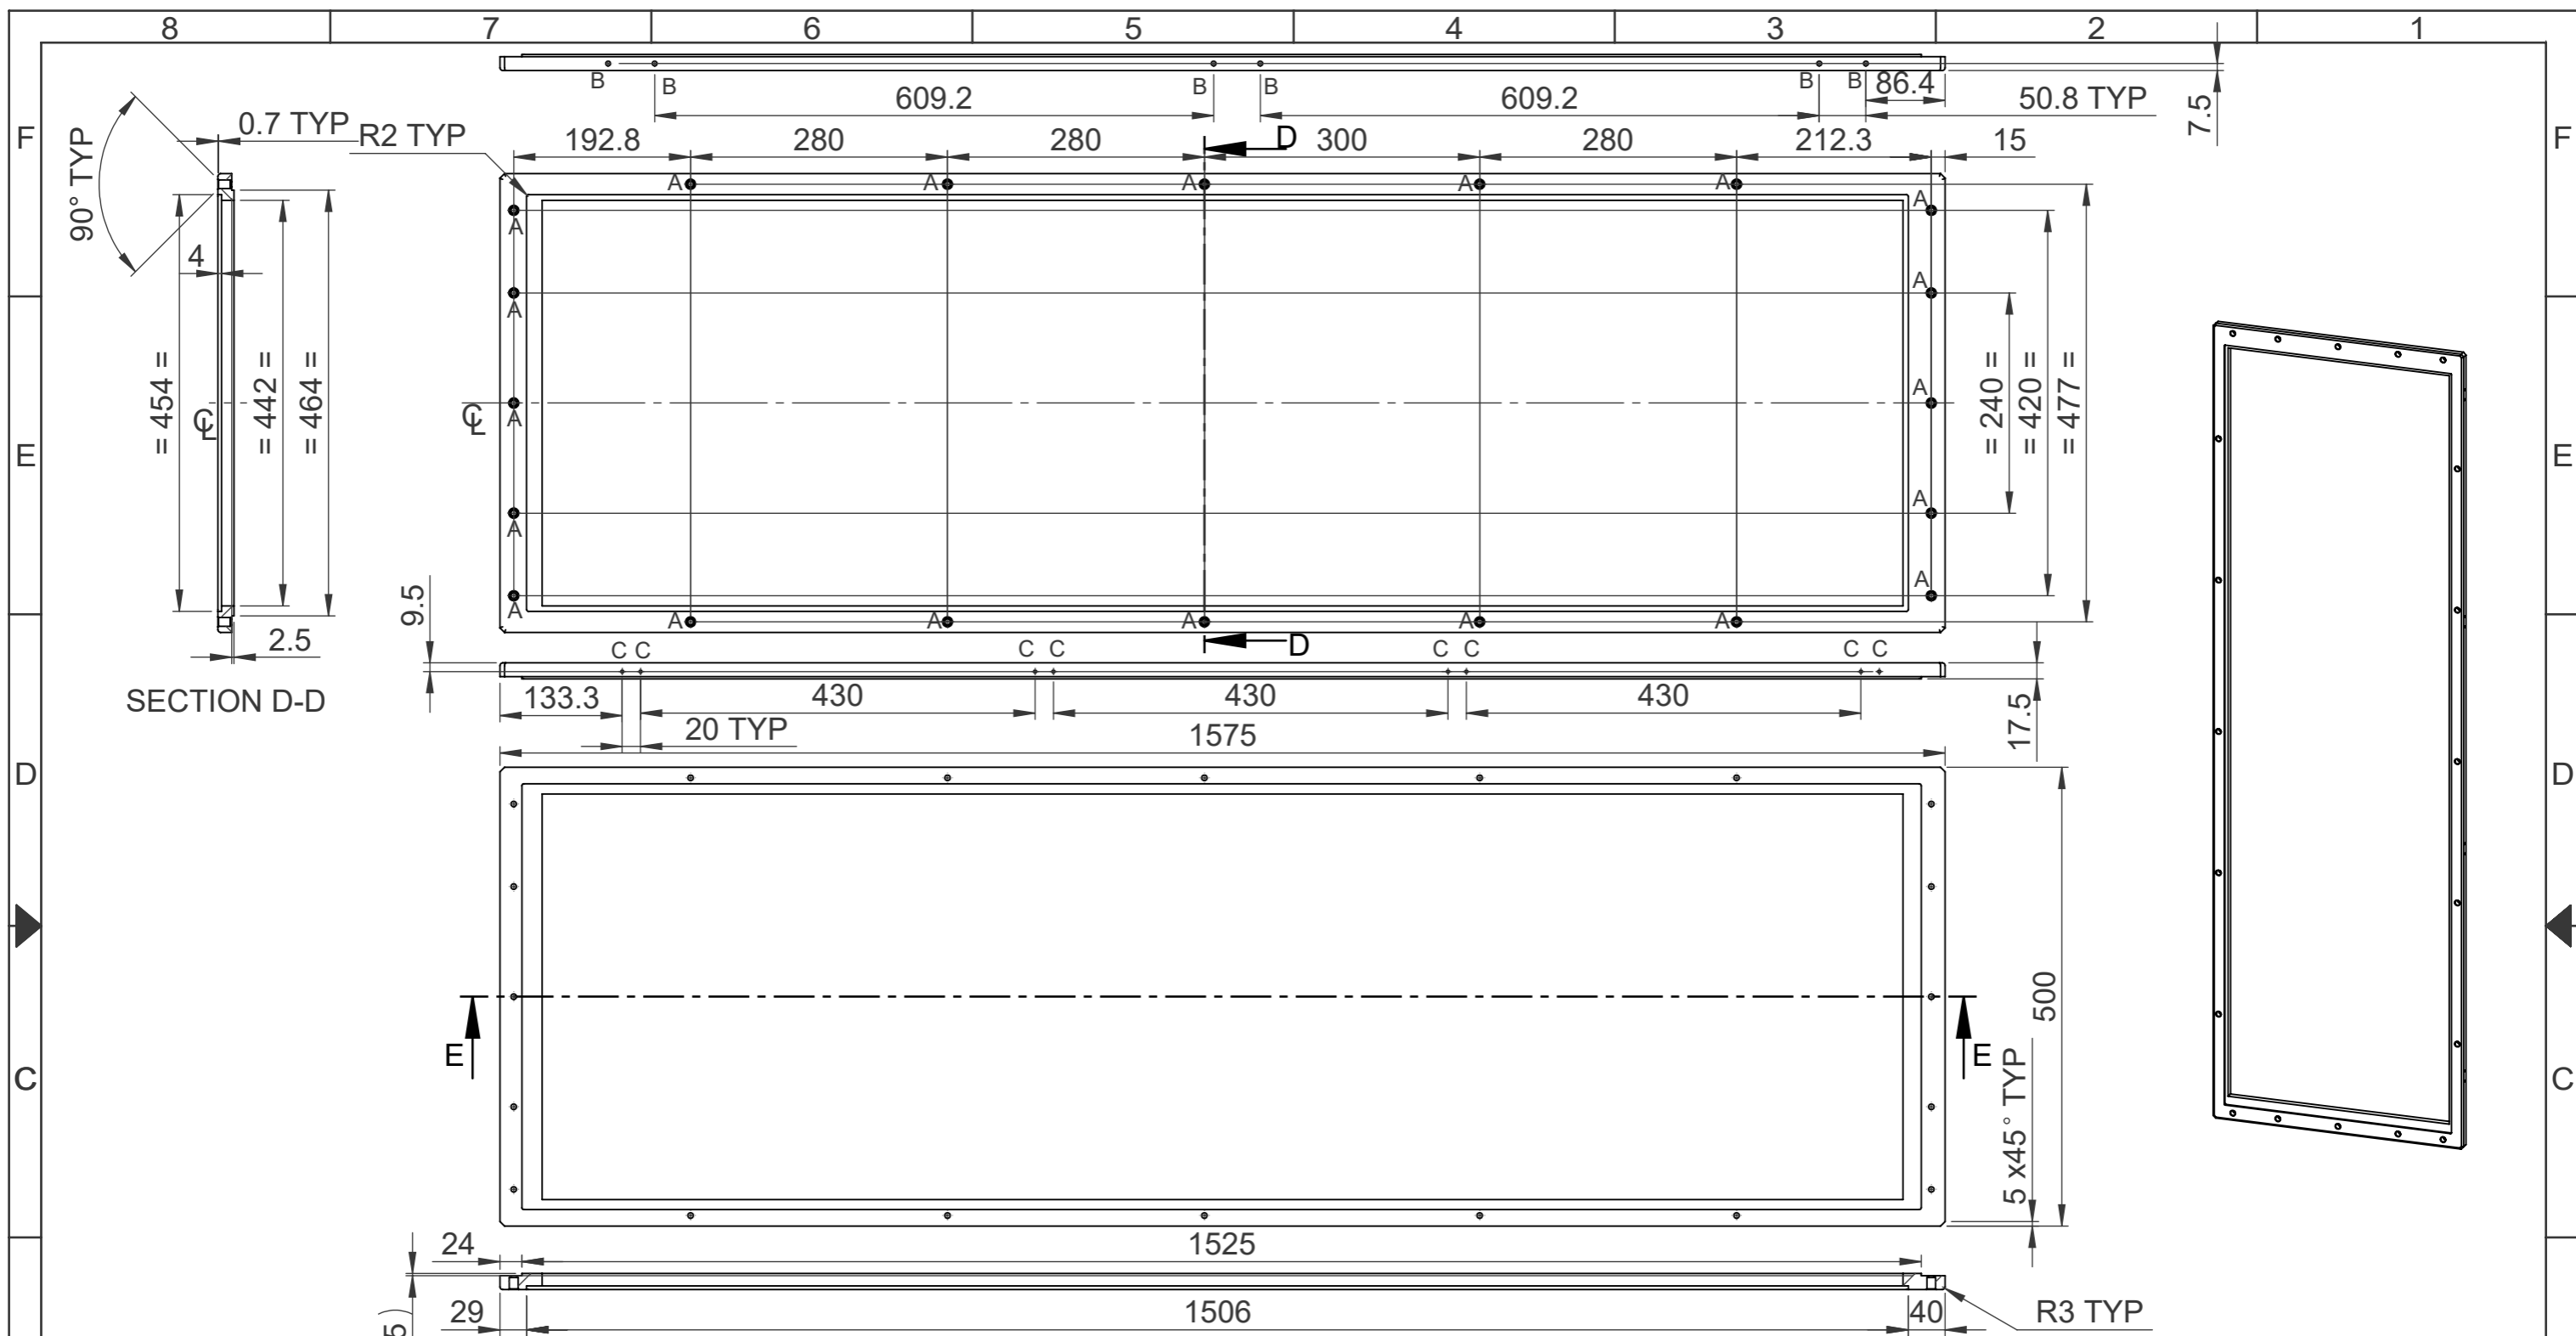 8 7 6 5 4 3 2 1
B B B B B B
609.2 609.2 86.4 50.8 TYP 7.5
F F
90° TYP 0.7 TYP R2 TYP
192.8 280 280 D 300 280 212.3 15
A A A A A
A A
A A
4
= 454 = ℄ = 442 = = 464 =
℄ A A
= 240 = = 420 = = 477 =
E E
A A
A A
A A A A A
2.5
D
SECTION D-D
9.5
C C C C C C C C
133.3 430 430 430
20 TYP
17.5
1575
D D
500
E E
5 x45° TYP
C C
24 1525
29 1506 40 R3 TYP
5)